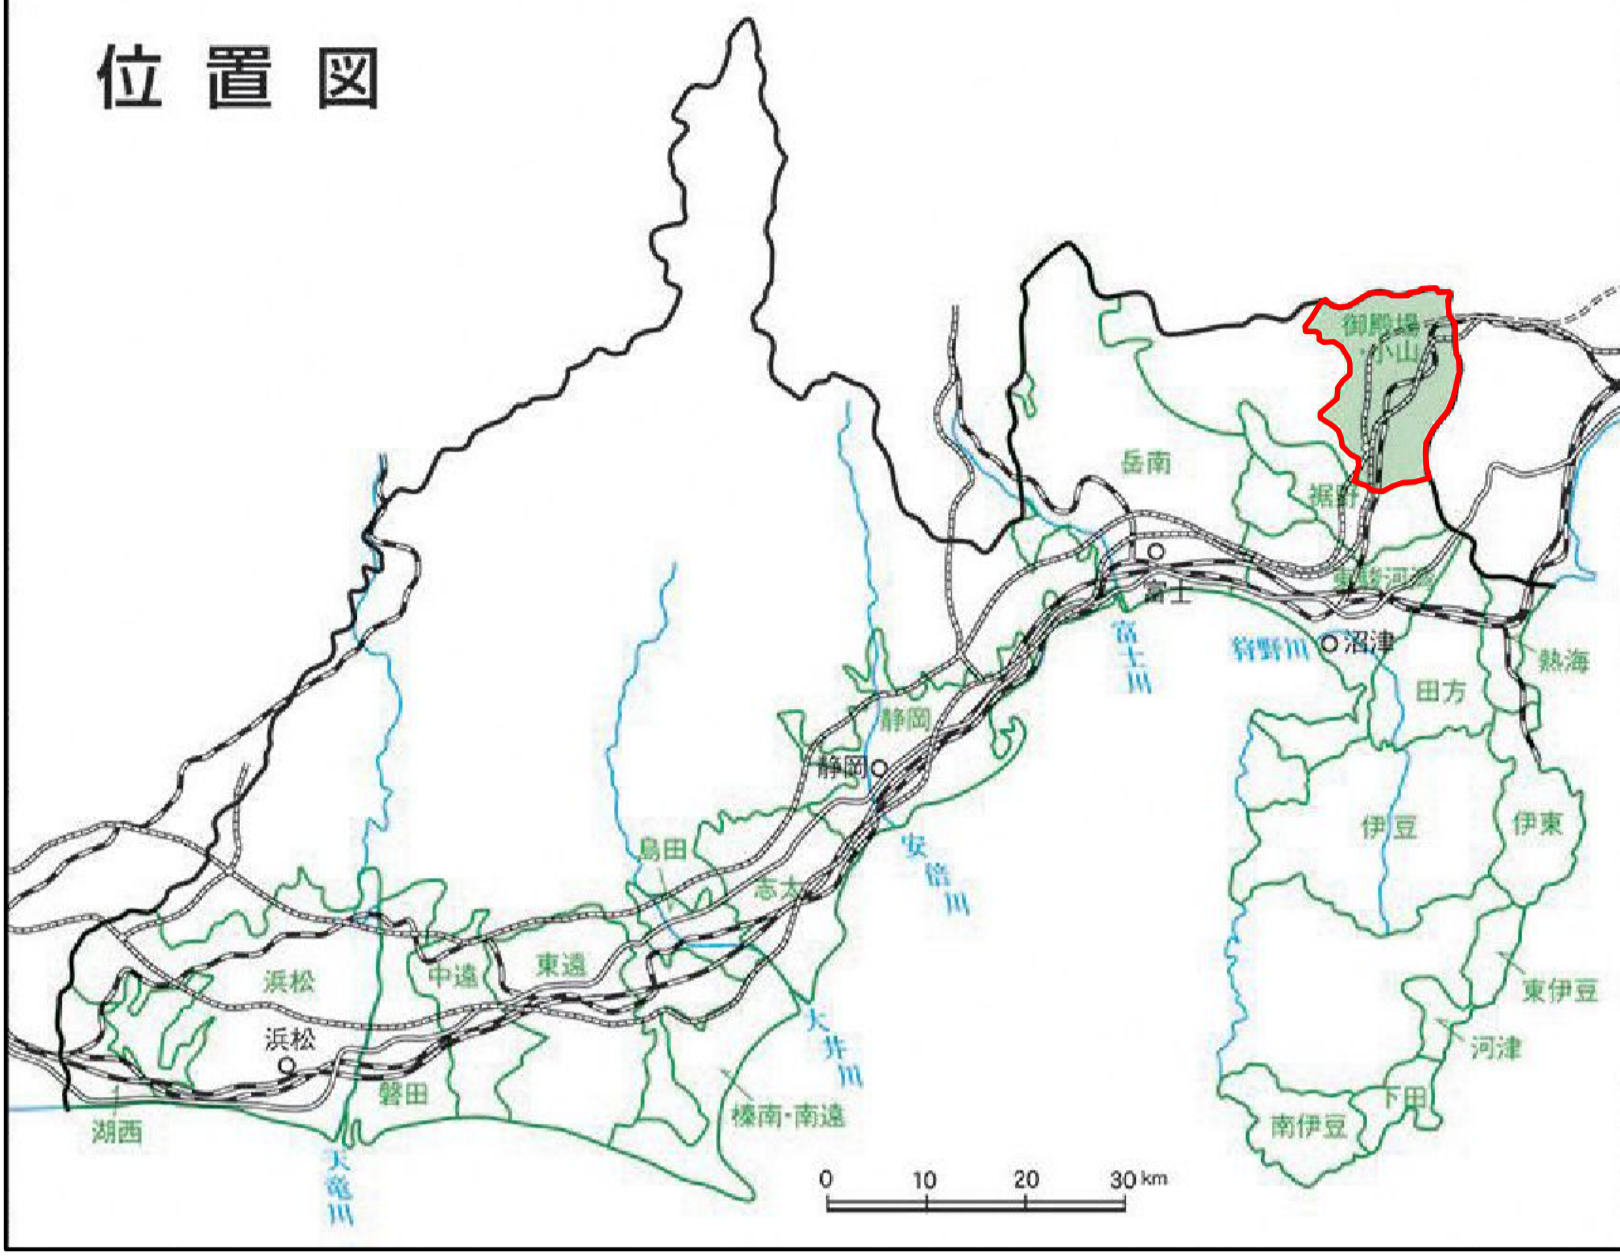 位置図
御殿場
・小山
岳南
裾野
東駿河湾
富士
富士川
狩野川
沼津
熱海
田方
静岡
静岡
伊豆
伊東
島田
志太
安倍川
浜松
中遠
東遠
東伊豆
大井川
浜松
河津
磐田
下田
湖西
榛南・南遠
南伊豆
天竜川
0 10 20 30 km